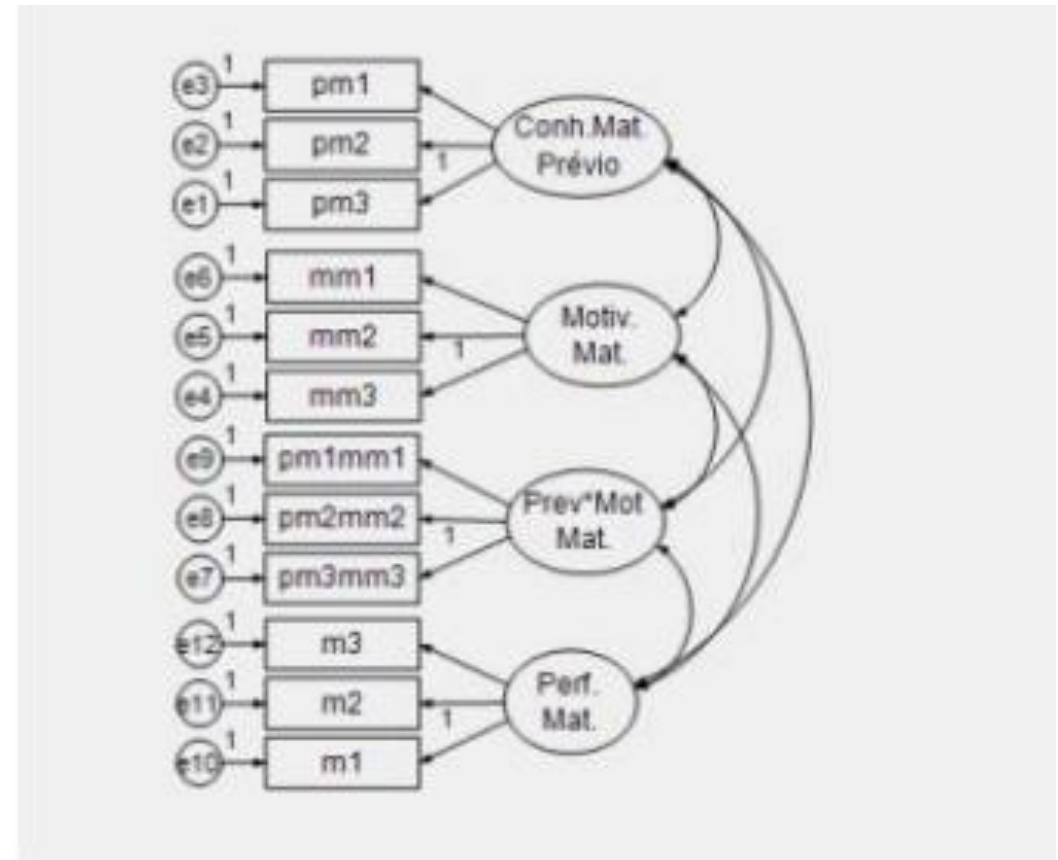 1
e3
pm1
1
e2
pm2
1
e1
pm3
1
Conh.Mat.
Prévio
1
e6
mm1
1
e5
mm2
1
e4
mm3
1
Motiv.
Mat.
1
e9
pm1mm1
1
e8
pm2mm2
1
e7
pm3mm3
1
Prev*Mot
Mat.
1
e12
m3
1
e11
m2
1
e10
m1
1
Perf.
Mat.